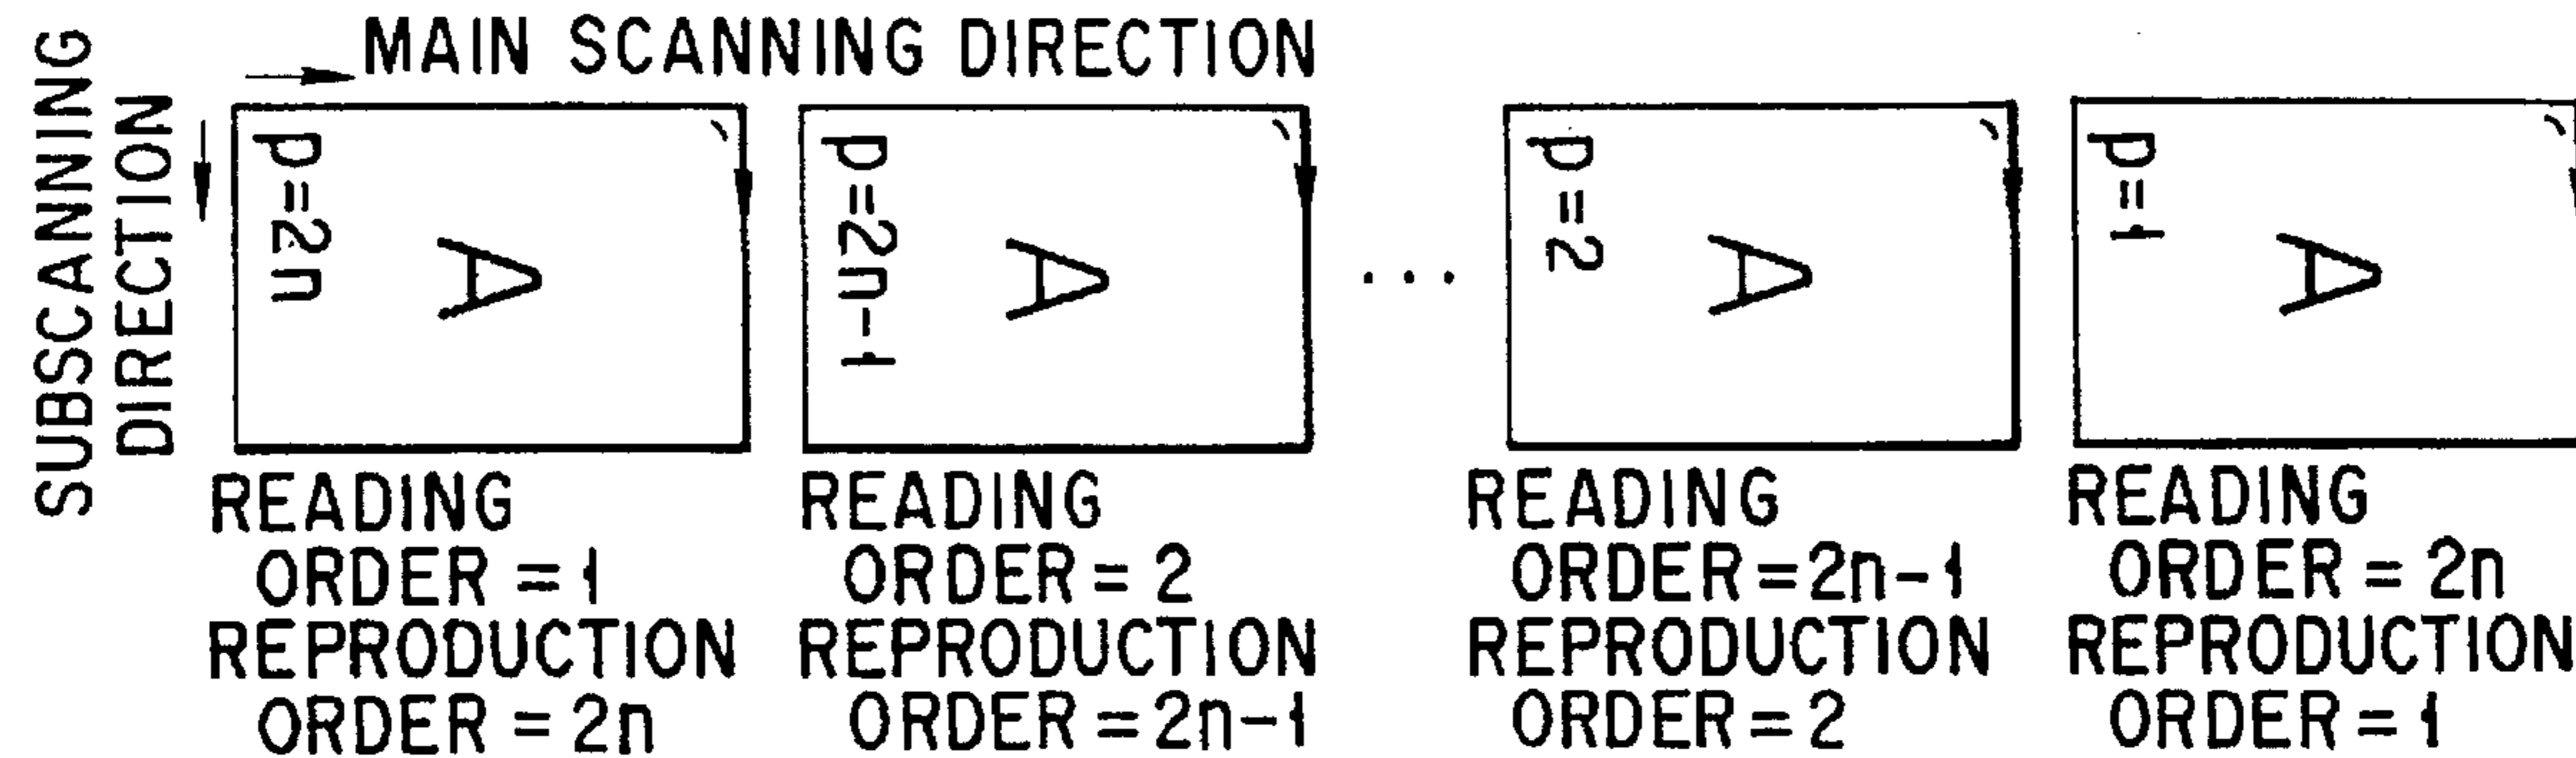 MAIN SCANNING DIRECTION
SUBSCANNING
DIRECTION
p=2n
A
p=2n-1
A
...
p=2
A
p=1
A
READING
ORDER = 1
REPRODUCTION
ORDER = 2n
READING
ORDER = 2
REPRODUCTION
ORDER = 2n-1
READING
ORDER = 2n-1
REPRODUCTION
ORDER = 2
READING
ORDER = 2n
REPRODUCTION
ORDER = 1